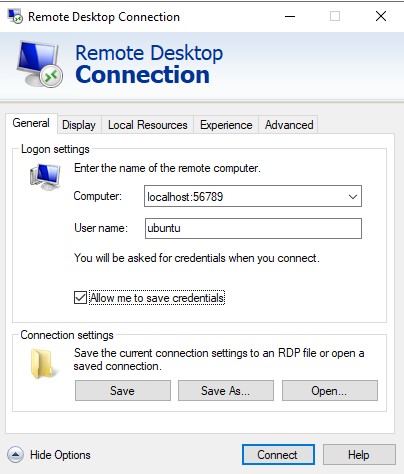 Remote Desktop Connection
Remote Desktop
Connection
General Display Local Resources Experience Advanced
Logon settings
Enter the name of the remote computer.
Computer: localhost:56789
User name: ubuntu
You will be asked for credentials when you connect.
Allow me to save credentials
Connection settings
Save the current connection settings to an RDP file or open a
saved connection.
Save Save As... Open...
Hide Options Connect Help